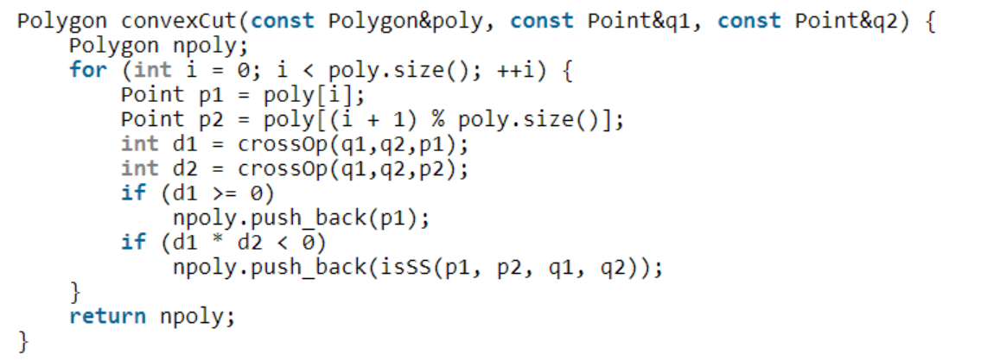 Polygon convexCut(const Polygon&poly, const Point&q1, const Point&q2) {
    Polygon npoly;
    for (int i = 0; i < poly.size(); ++i) {
        Point p1 = poly[i];
        Point p2 = poly[(i + 1) % poly.size()];
        int d1 = crossOp(q1,q2,p1);
        int d2 = crossOp(q1,q2,p2);
        if (d1 >= 0)
            npoly.push_back(p1);
        if (d1 * d2 < 0)
            npoly.push_back(isSS(p1, p2, q1, q2));
    }
    return npoly;
}